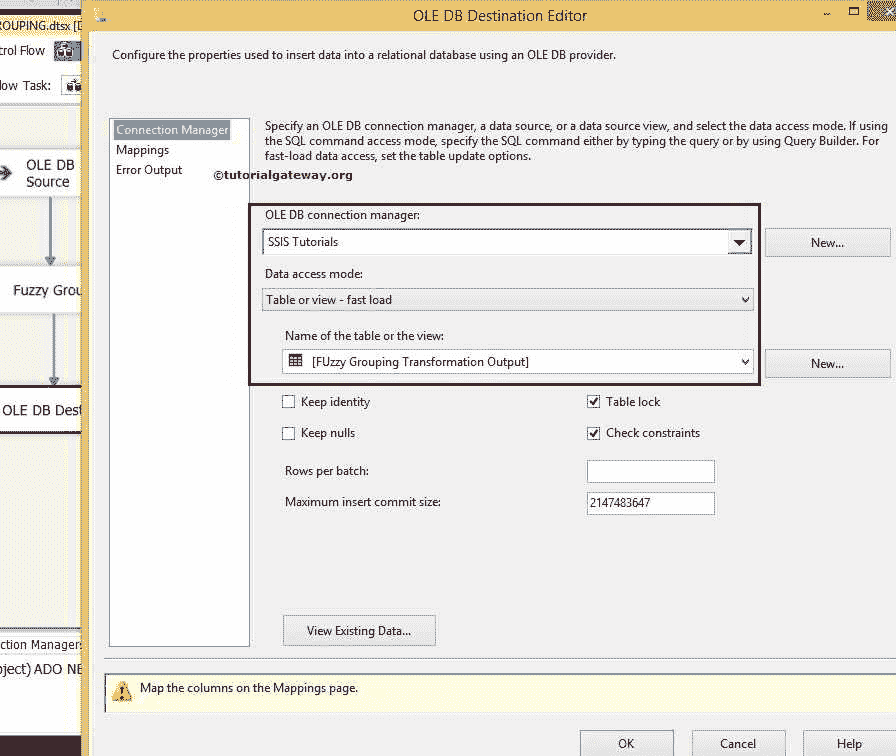 OLE DB Destination Editor
ROUPING.dtsx [D
Configure the properties used to insert data into a relational database using an OLE DB provider.
trol Flow
ow Task:
Connection Manager
Mappings
Error Output
Specify an OLE DB connection manager, a data source, or a data source view, and select the data access mode. If using
the SQL command access mode, specify the SQL command either by typing the query or by using Query Builder. For
fast-load data access, set the table update options.
©tutorialgateway.org
OLE DB
Source
OLE DB connection manager:
SSIS Tutorials
New...
Data access mode:
Table or view - fast load
Fuzzy Grou
Name of the table or the view:
[FUzzy Grouping Transformation Output]
New...
OLE DB Dest
Keep identity
Table lock
Keep nulls
Check constraints
Rows per batch:
Maximum insert commit size:
2147483647
View Existing Data...
ction Managers
oject) ADO NE
Map the columns on the Mappings page.
OK
Cancel
Help